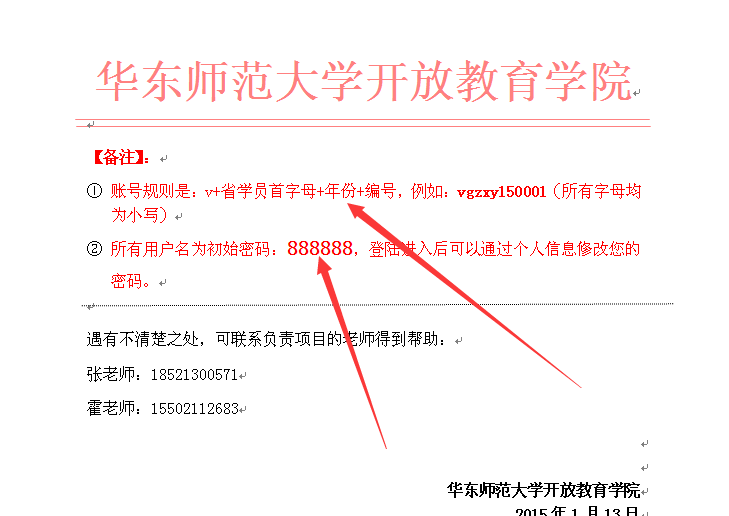 华东师范大学开放教育学院
【备注】：
① 账号规则是：v+省学员首字母+年份+编号，例如：vgzxy150001（所有字母均
为小写）
② 所有用户名为初始密码：888888，登陆进入后可以通过个人信息修改您的
密码。
遇有不清楚之处，可联系负责项目的老师得到帮助：
张老师：18521300571
霍老师：15502112683
华东师范大学开放教育学院
2015 年 1 月 13 日